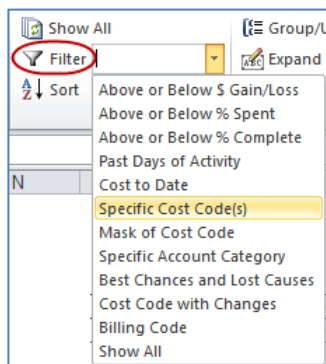 Show All
Group/U
Filter
Expand
Sort
Above or Below $ Gain/Loss
Above or Below % Spent
Above or Below % Complete
Past Days of Activity
Cost to Date
Specific Cost Code(s)
Mask of Cost Code
Specific Account Category
Best Chances and Lost Causes
Cost Code with Changes
Billing Code
Show All
N